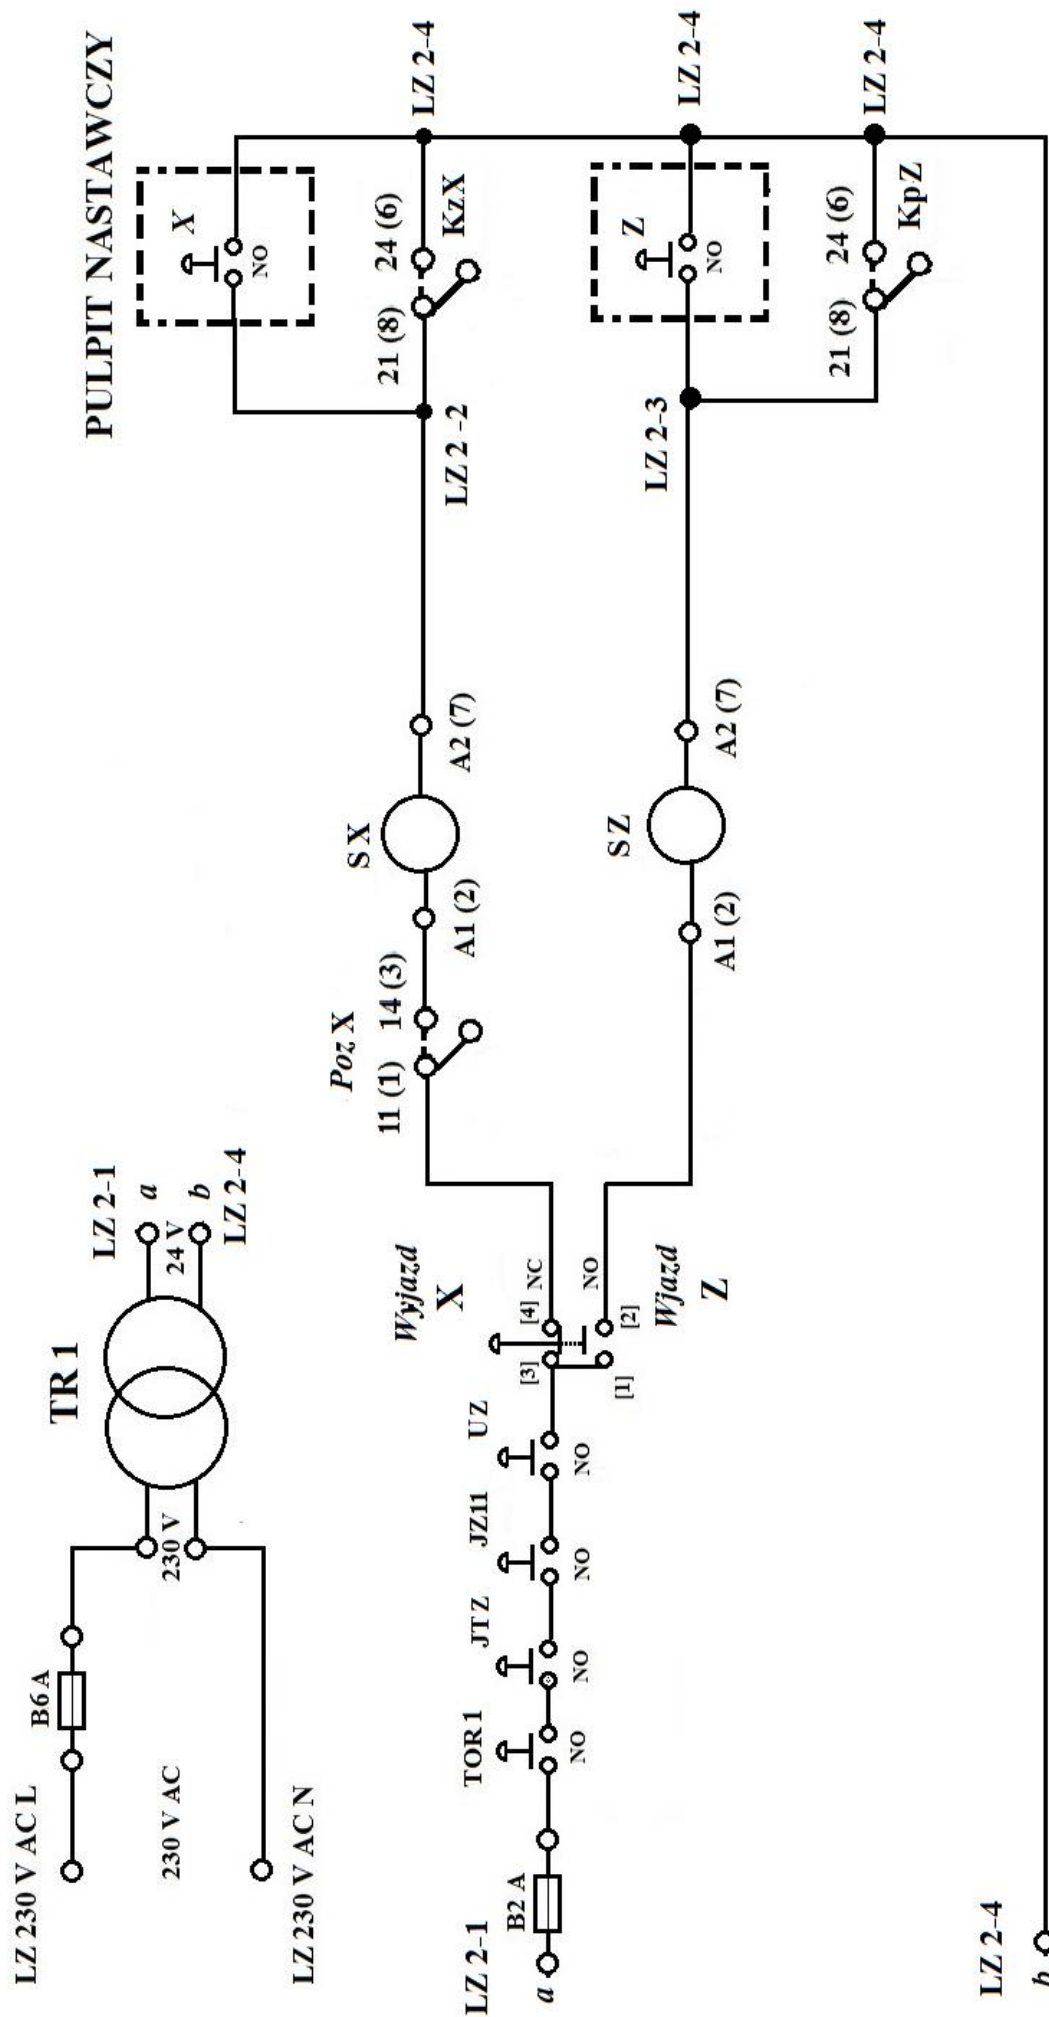 PULPIT NASTAWCZY
LZ 230 V AC L
B6 A
230 V AC
LZ 230 V AC N
TR 1
230 V
24 V
LZ 2-1
a
b
LZ 2-4
X
NO
LZ 2-4
21 (8)
24 (6)
KzX
LZ 2 -2
Poz X
11 (1)
14 (3)
S X
A1 (2)
A2 (7)
LZ 2-1
a
B2 A
TOR 1
NO
JTZ
NO
JZ11
NO
UZ
NO
Wyjazd
X
[3]
[4]
NC
[1]
[2]
NO
Wjazd
Z
SZ
A1 (2)
A2 (7)
LZ 2-3
Z
NO
LZ 2-4
21 (8)
24 (6)
KpZ
LZ 2-4
LZ 2-4
b